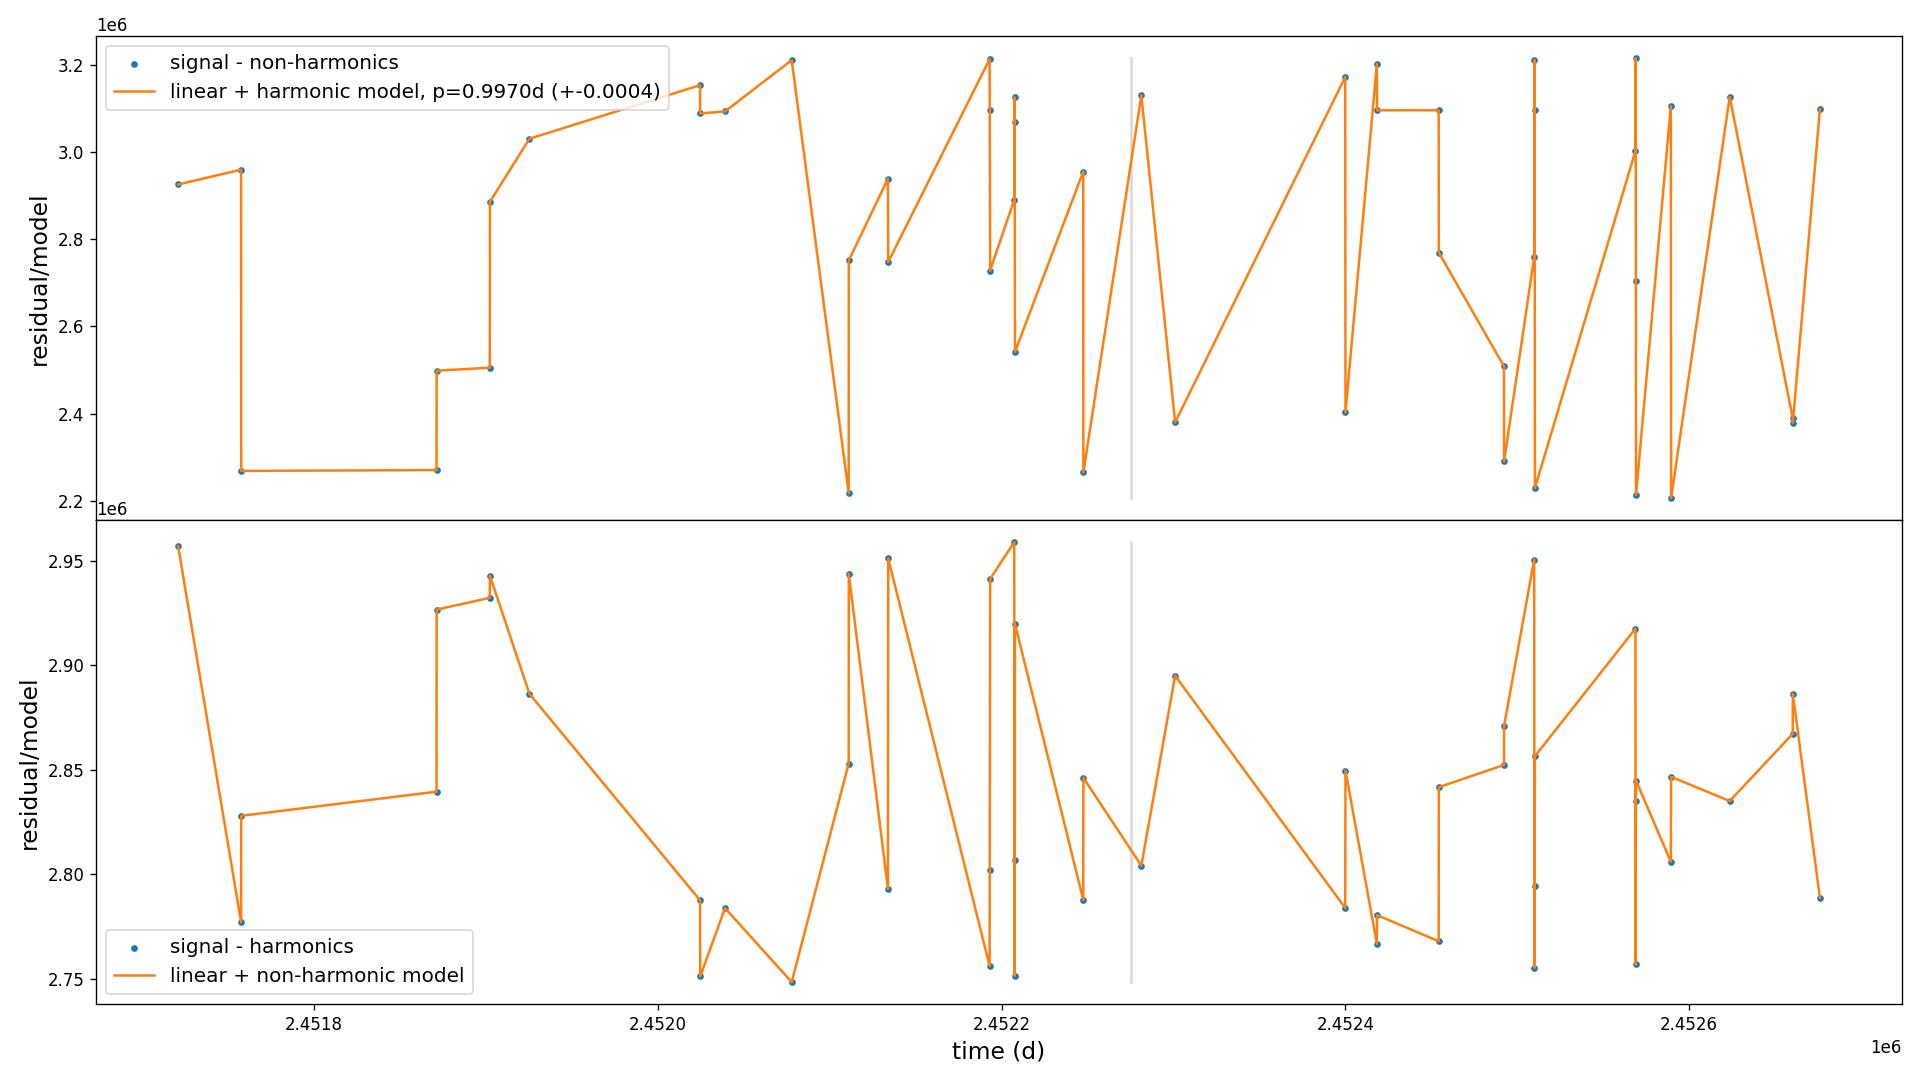 1e6
signal - non-harmonics
linear + harmonic model, p=0.9970d (+-0.0004)
3.2
3.0
2.8
2.6
2.4
2.2
residual/model
1e6
2.95
2.90
2.85
2.80
2.75
residual/model
signal - harmonics
linear + non-harmonic model
2.4518 2.4520 2.4522 2.4524 2.4526
time (d)
1e6